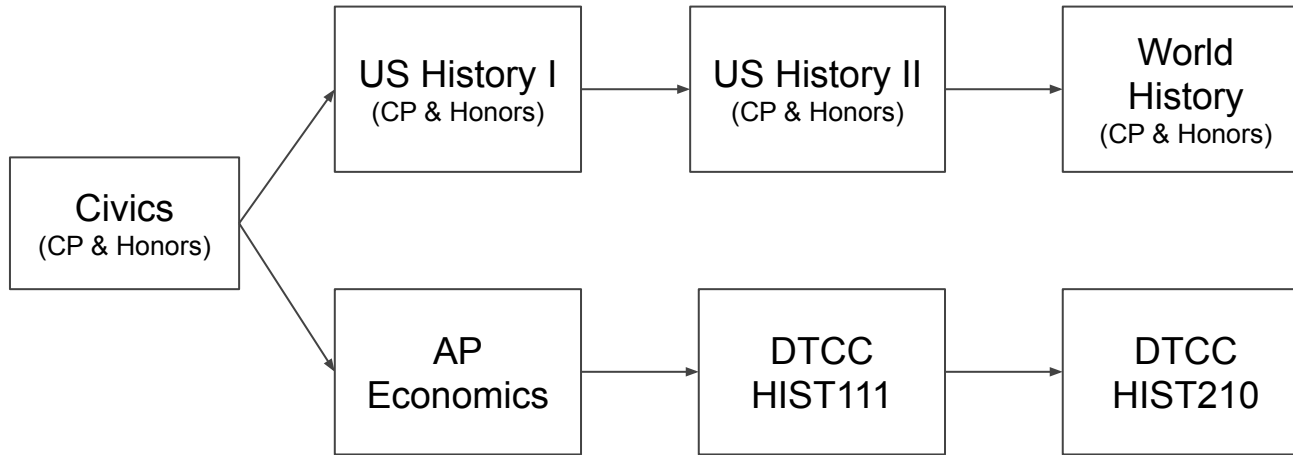 US History I
(CP & Honors)
US History II
(CP & Honors)
World
History
(CP & Honors)
Civics
(CP & Honors)
AP
Economics
DTCC
HIST111
DTCC
HIST210